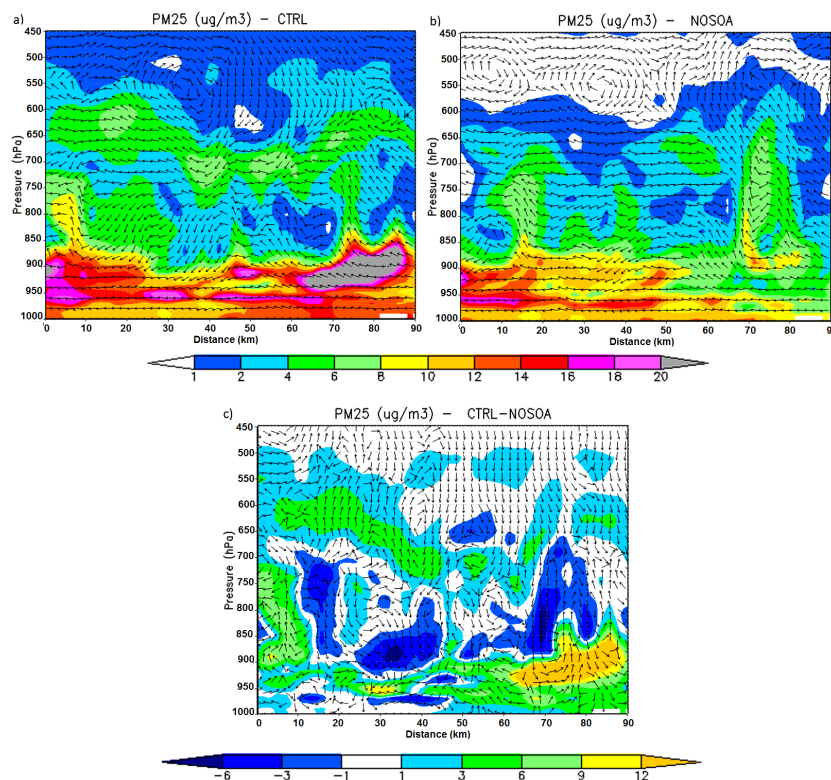 a) PM25 (ug/m3) - CTRL
450
500
550
600
650
700
750
800
850
900
950
1000
Pressure (hPa)
0 10 20 30 40 50 60 70 80 90
Distance (km)
b) PM25 (ug/m3) - NOSOA
450
500
550
600
650
700
750
800
850
900
950
1000
Pressure (hPa)
0 10 20 30 40 50 60 70 80 90
Distance (km)
1 2 4 6 8 10 12 14 16 18 20
c) PM25 (ug/m3) - CTRL-NOSOA
450
500
550
600
650
700
750
800
850
900
950
1000
Pressure (hPa)
0 10 20 30 40 50 60 70 80 90
Distance (km)
-6 -3 -1 1 3 6 9 12